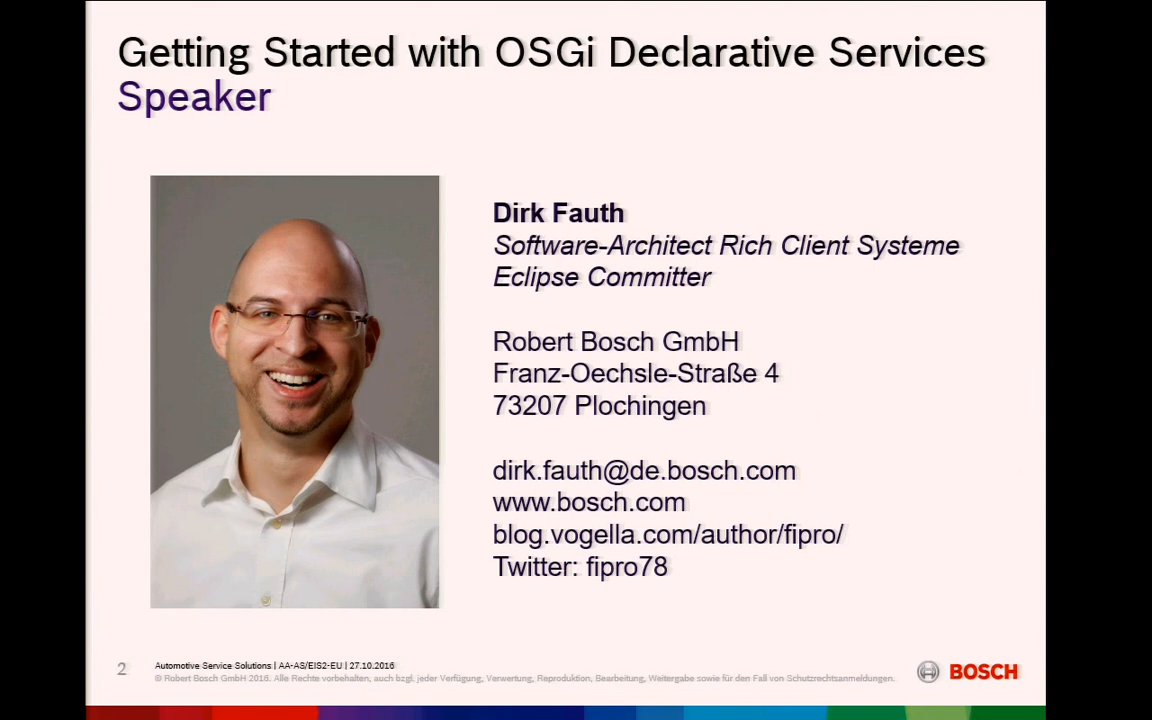 Getting Started with OSGi Declarative Services
Speaker
Dirk Fauth
Software-Architect Rich Client Systeme
Eclipse Committer
Robert Bosch GmbH
Franz-Oechsle-Straße 4
73207 Plochingen
dirk.fauth@de.bosch.com
www.bosch.com
blog.vogella.com/author/fipro/
Twitter: fipro78
2
Automotive Service Solutions | AA-AS/EIS2-EU | 27.10.2016
© Robert Bosch GmbH 2016. Alle Rechte vorbehalten, auch bzgl. jeder Verfügung, Verwertung, Reproduktion, Bearbeitung, Weitergabe sowie für den Fall von Schutzrechtsanmeldungen.
BOSCH